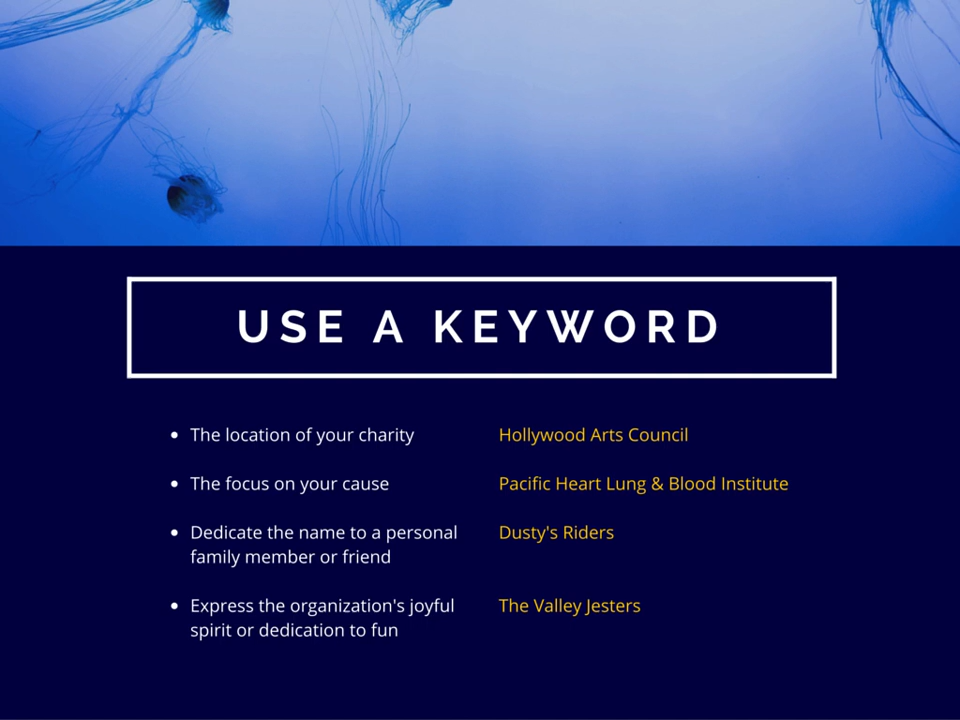 USE A KEYWORD
• The location of your charity
Hollywood Arts Council
• The focus on your cause
Pacific Heart Lung & Blood Institute
• Dedicate the name to a personal
family member or friend
Dusty's Riders
• Express the organization's joyful
spirit or dedication to fun
The Valley Jesters